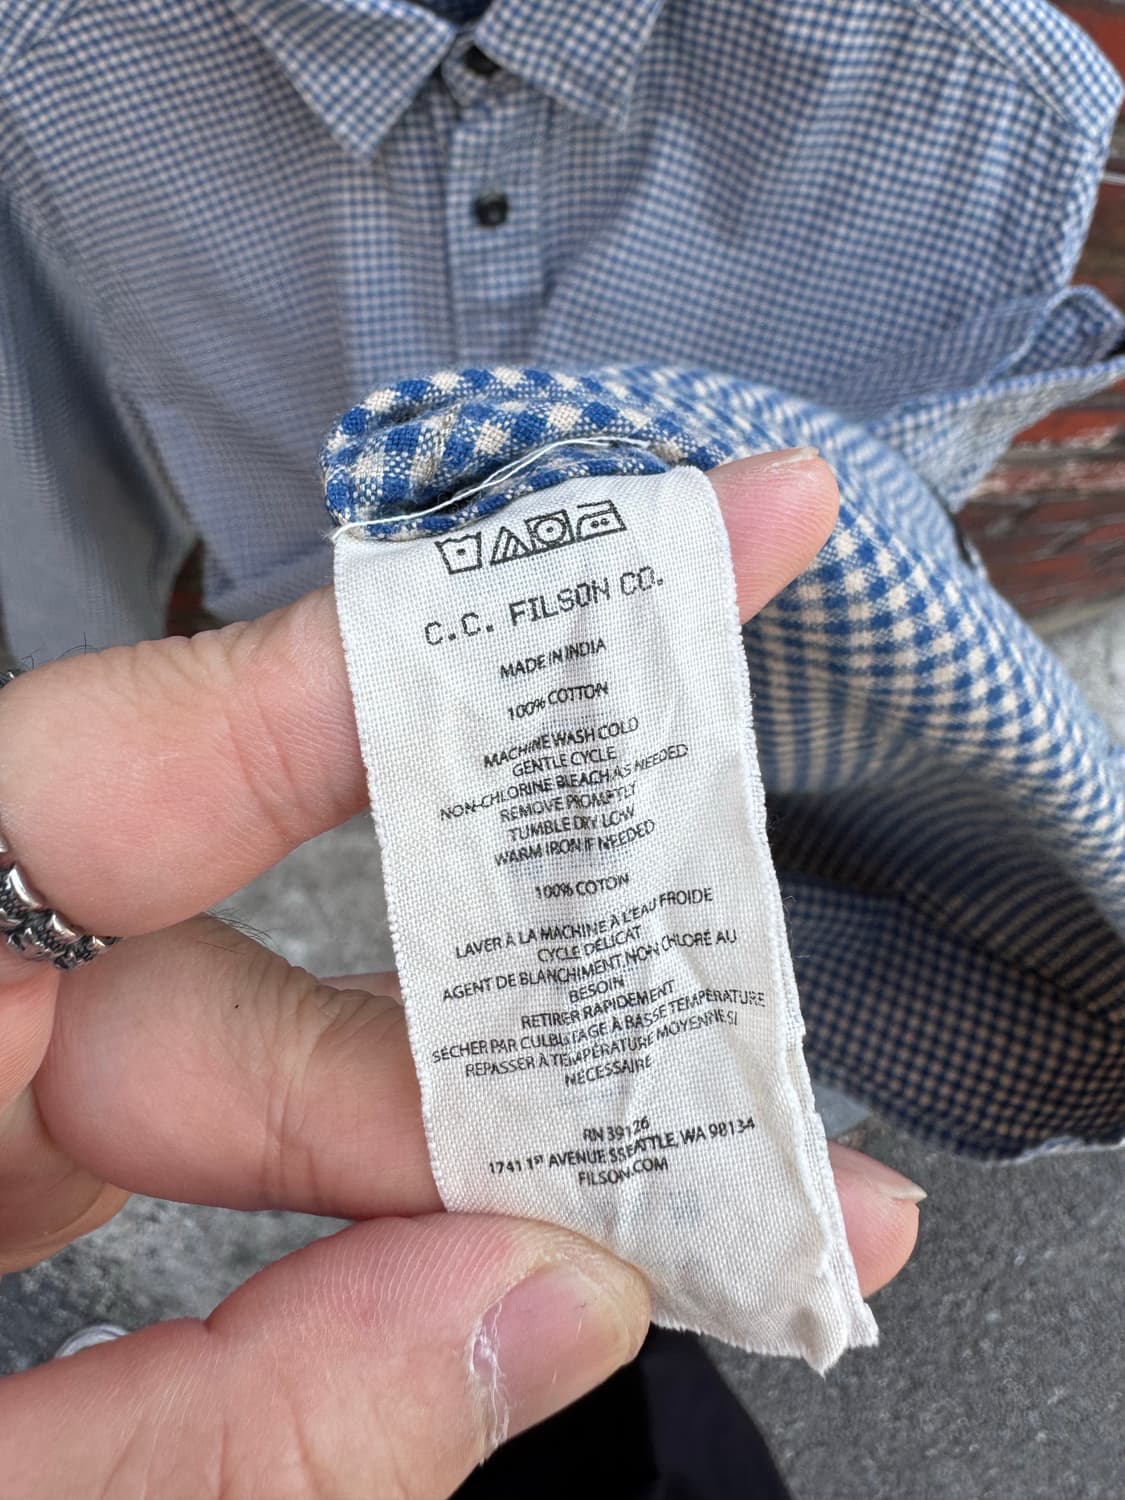 C.C. FILSON CO.
MADE IN INDIA
100% COTTON
MACHINE WASH COLD
GENTLE CYCLE
NON-CHLORINE BLEACH AS NEEDED
REMOVE PROMPTLY
TUMBLE DRY LOW
WARM IRON IF NEEDED
100% COTON
LAVER À LA MACHINE À L'EAU FROIDE
CYCLE DÉLICAT
AGENT DE BLANCHIMENT NON CHLORÉ AU
BESOIN
RETIRER RAPIDEMENT
SÉCHER PAR CULBUTAGE À BASSE TEMPÉRATURE
REPASSER À TEMPÉRATURE MOYENNE SI
NÉCESSAIRE
RN 39126
1741 1ST AVENUE S SEATTLE, WA 98134
FILSON.COM